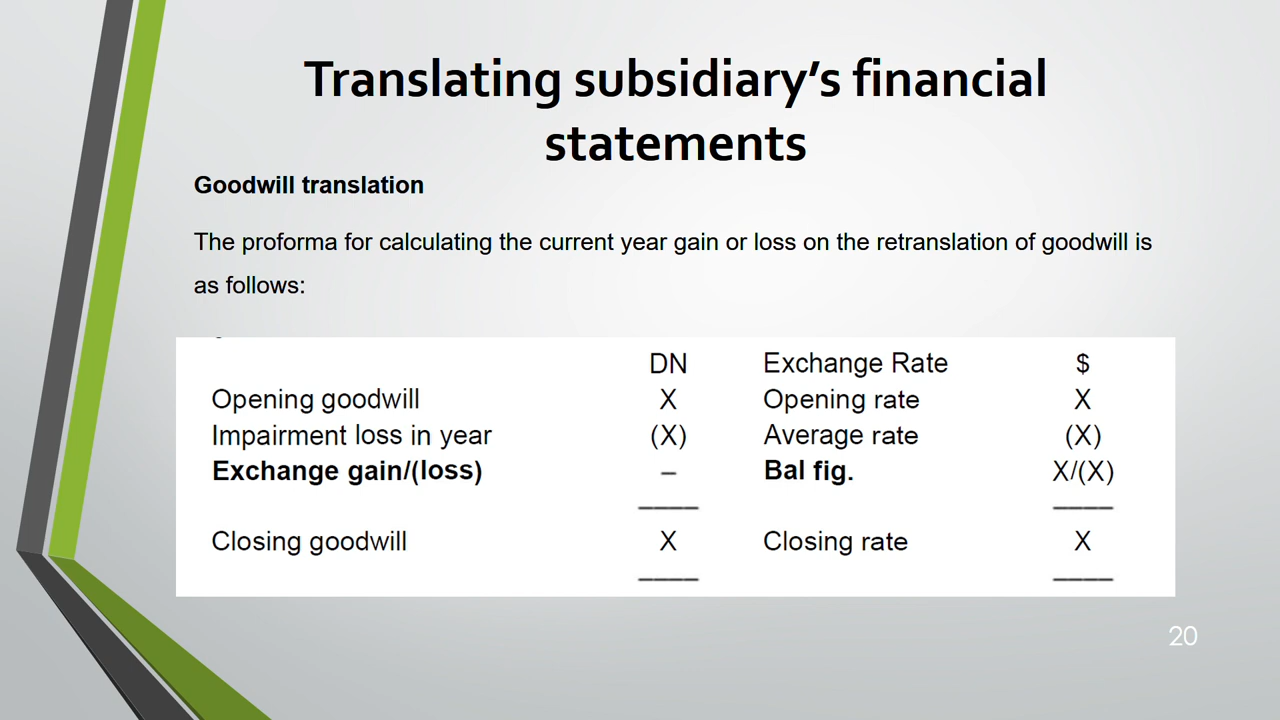 Translating subsidiary’s financial
statements
Goodwill translation
The proforma for calculating the current year gain or loss on the retranslation of goodwill is
as follows:
DN Exchange Rate $
Opening goodwill X Opening rate X
Impairment loss in year (X) Average rate (X)
Exchange gain/(loss) – Bal fig. X/(X)
Closing goodwill X Closing rate X
20